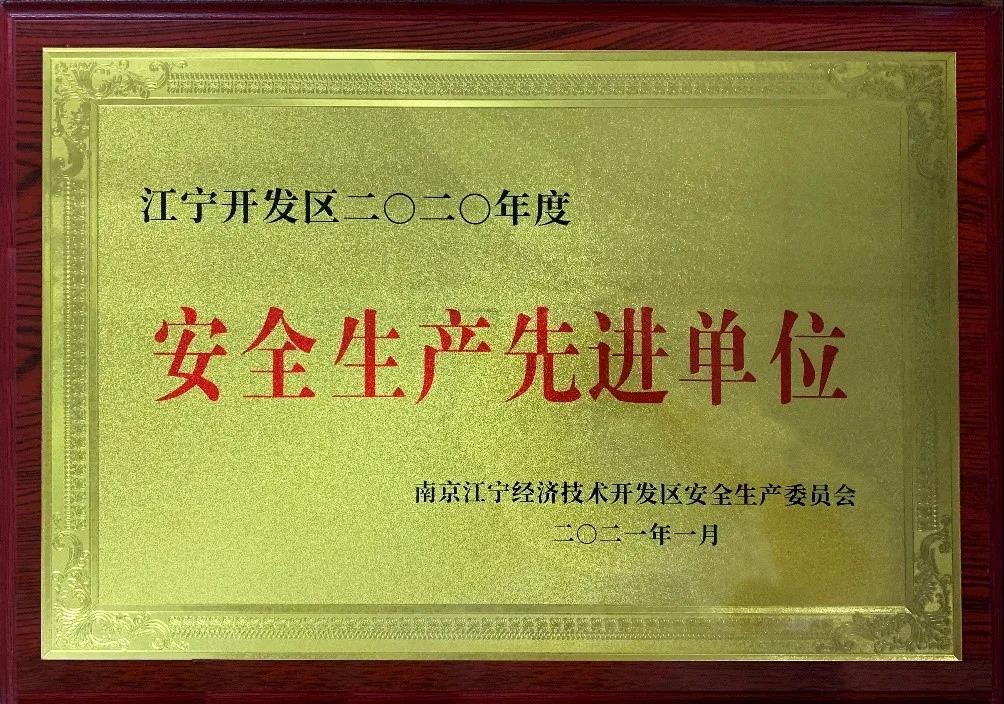 江宁开发区二〇二〇年度
安全生产先进单位
南京江宁经济技术开发区安全生产委员会
二〇二一年一月